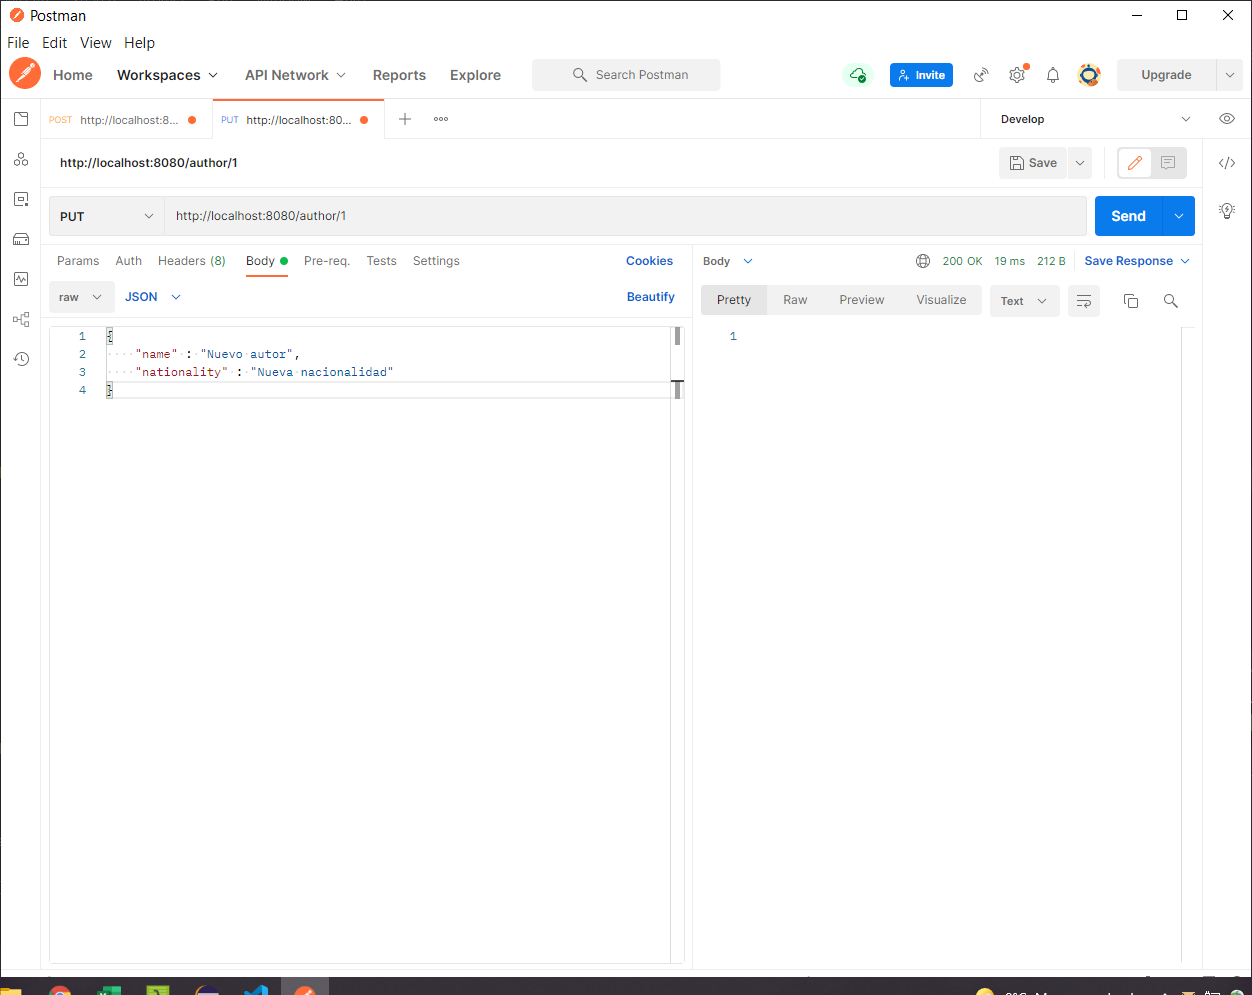 Postman
File Edit View Help
Home Workspaces API Network Reports Explore Search Postman Invite Upgrade
POST http://localhost:8... PUT http://localhost:80... Develop
http://localhost:8080/author/1 Save
PUT http://localhost:8080/author/1 Send
Params Auth Headers (8) Body Pre-req. Tests Settings Cookies
Body 200 OK 19 ms 212 B Save Response
raw JSON Beautify
Pretty Raw Preview Visualize Text
1 {
2 "name" : "Nuevo autor",
3 "nationality" : "Nueva nacionalidad"
4 }
1